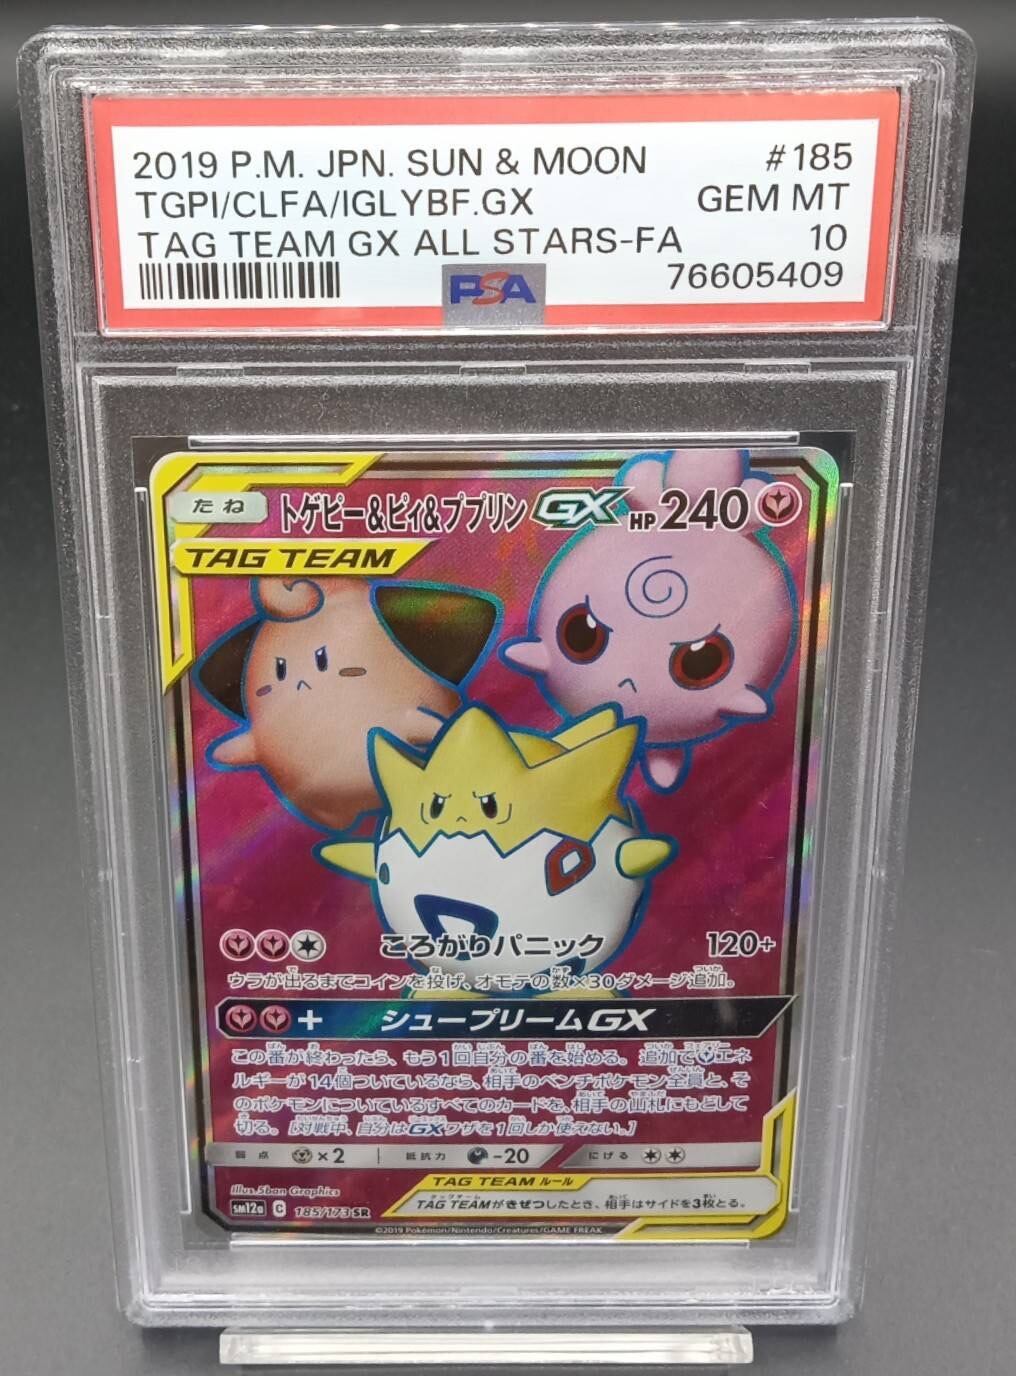 2019 P.M. JPN. SUN & MOON #185
TGPI/CLFA/IGLYBF.GX GEM MT
TAG TEAM GX ALL STARS-FA 10
PSA 76605409
たね トゲピー&ピィ&ププリンGX HP 240
TAG TEAM
ころがりパニック 120+
ウラが出るまでコインを投げ、オモテの数×30ダメージ追加。
+ シュープリームGX
この番が終わったら、もう1回自分の番を始める。追加でエネ
ルギーが14個ついているなら、相手のベンチポケモン全員と、そ
のポケモンについているすべてのカードを、相手の山札にもどして
切る。[対戦中、自分はGXワザを1回しか使えない。]
弱点 ×2 抵抗力 -20 にげる
Illus. 5ban Graphics
TAG TEAM ルール
TAG TEAMがきぜつしたとき、相手はサイドを3枚とる。
sm12a C 185/173 SR
©2019 Pokémon/Nintendo/Creatures/GAME FREAK